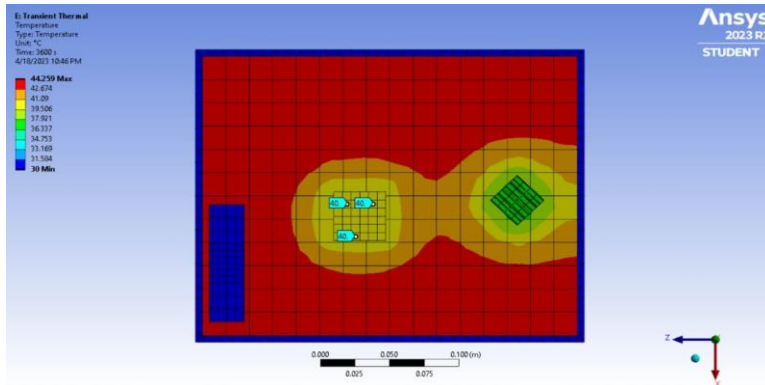 E: Transient Thermal
Temperature
Type: Temperature
Unit: °C
Time: 3600 s
4/18/2023 10:46 PM
44.259 Max
42.674
41.09
39.506
37.921
36.337
34.753
33.169
31.584
30 Min
Ansys
2023 R
STUDENT
40.
40.
40.
0.000
0.050
0.100 (m)
0.025
0.075
Z
X